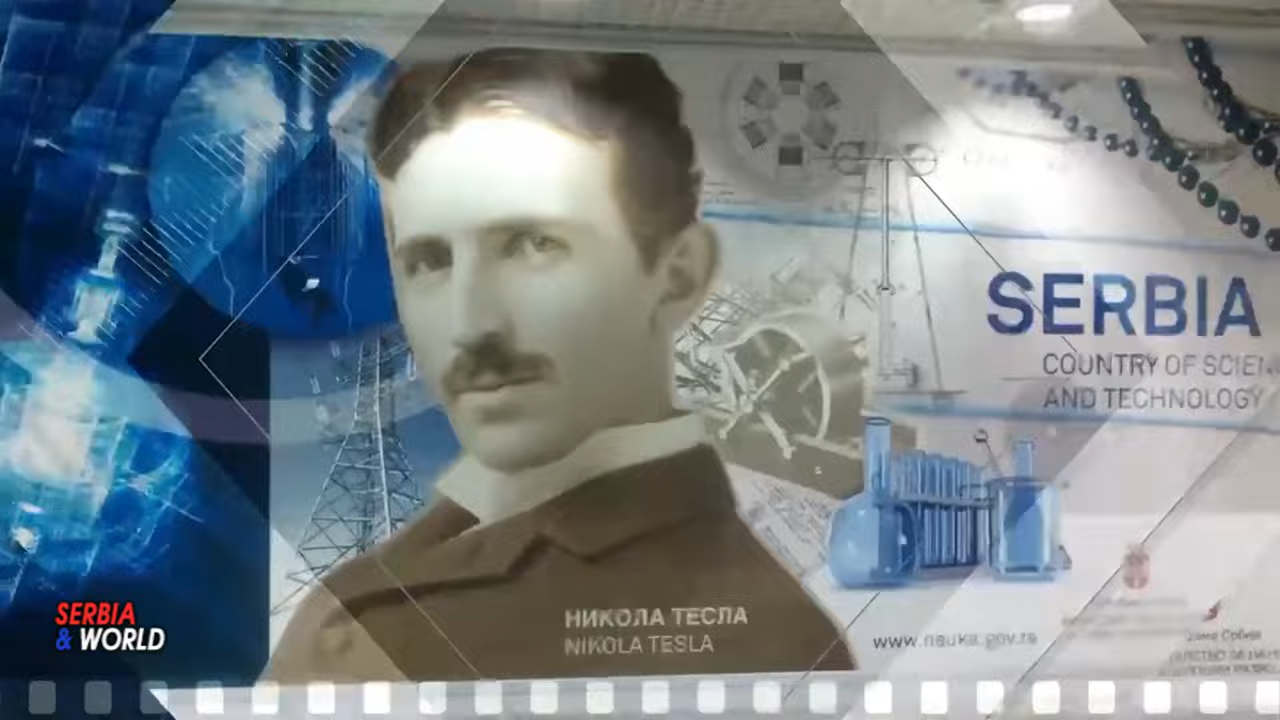 SERBIA
COUNTRY OF SCIEN
AND TECHNOLOGY
НИКОЛА ТЕСЛА
NIKOLA TESLA
www.nauka.gov.rs
SERBIA
& WORLD